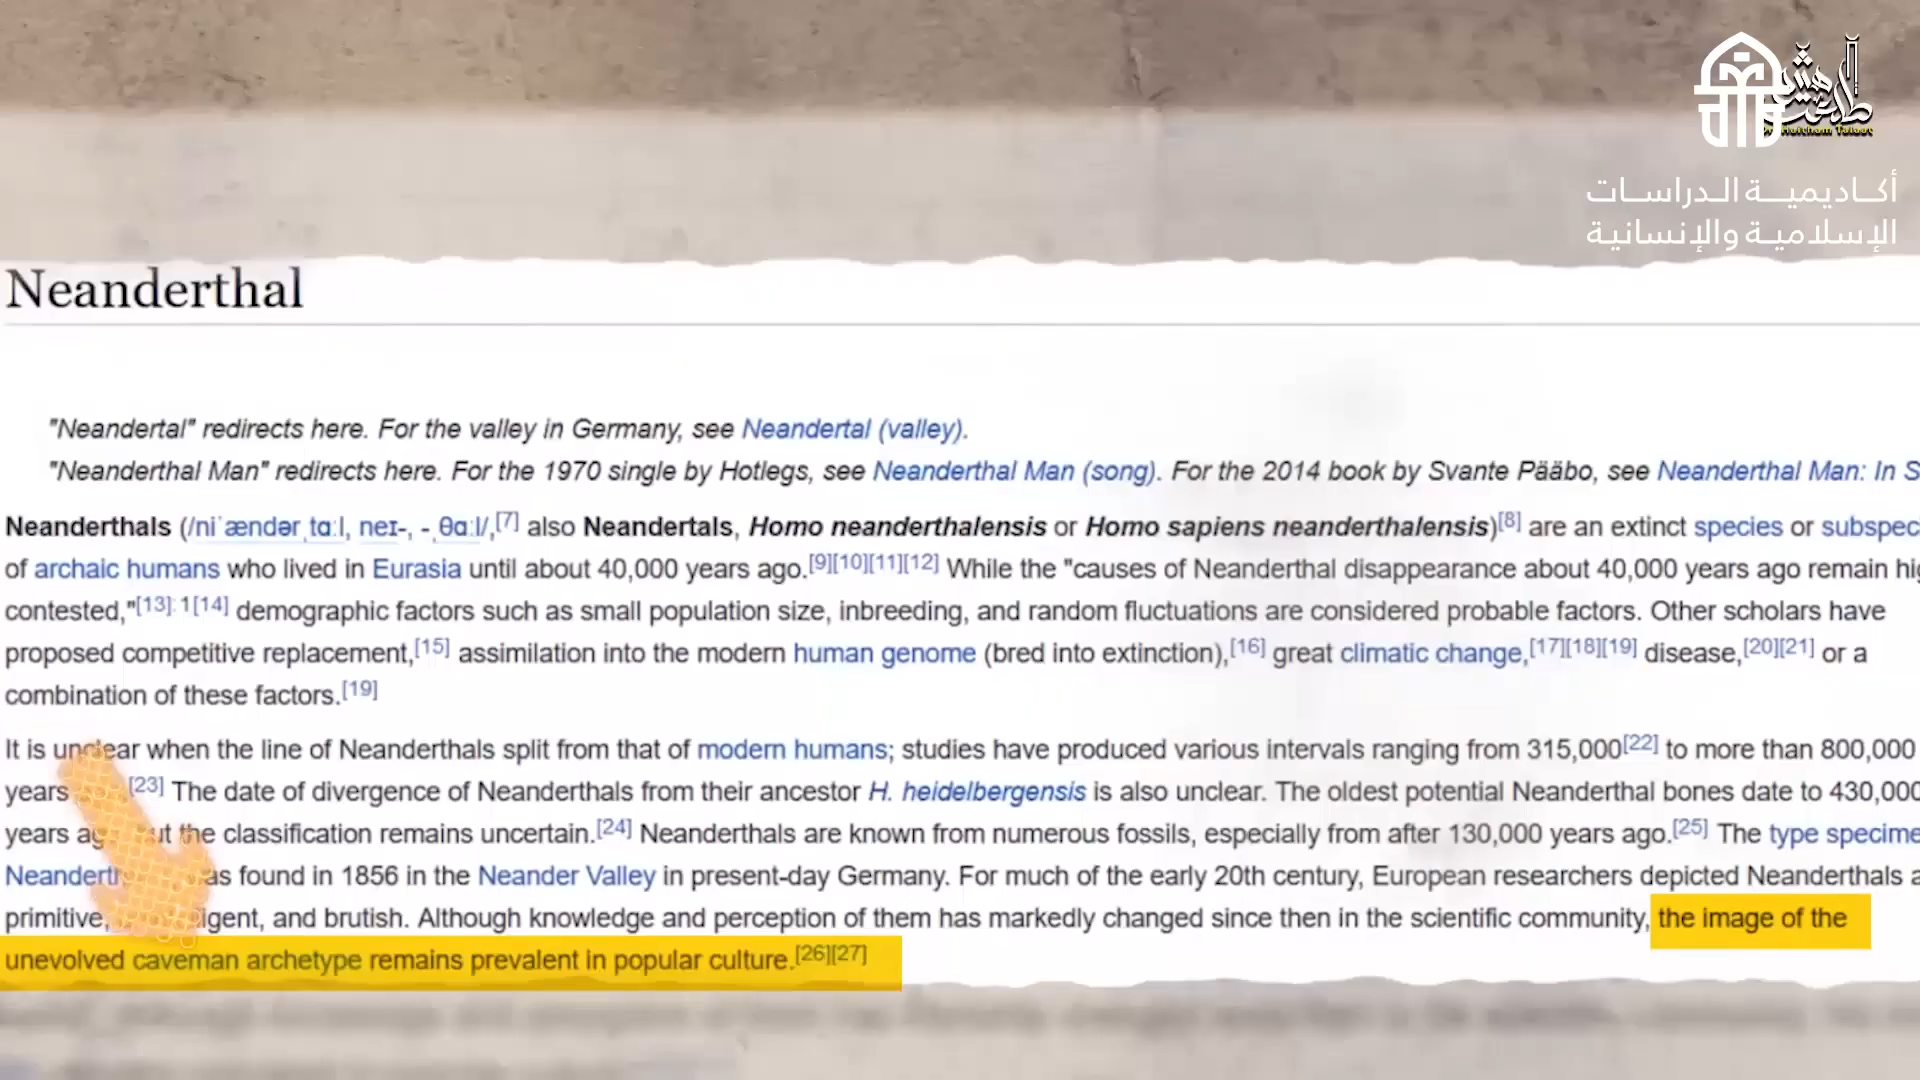 هيثم طلعت
Dr. Haitham Talaat
أكاديمية الدراسات
الإسلامية والإنسانية
Neanderthal
"Neandertal" redirects here. For the valley in Germany, see Neandertal (valley).
"Neanderthal Man" redirects here. For the 1970 single by Hotlegs, see Neanderthal Man (song). For the 2014 book by Svante Pääbo, see Neanderthal Man: In S
Neanderthals (/niˈændərˌtɑːl, neɪ-, -ˌθɑːl/,[7] also Neandertals, Homo neanderthalensis or Homo sapiens neanderthalensis)[8] are an extinct species or subspec
of archaic humans who lived in Eurasia until about 40,000 years ago.[9][10][11][12] While the "causes of Neanderthal disappearance about 40,000 years ago remain hig
contested,"[13]: 1[14] demographic factors such as small population size, inbreeding, and random fluctuations are considered probable factors. Other scholars have
proposed competitive replacement,[15] assimilation into the modern human genome (bred into extinction),[16] great climatic change,[17][18][19] disease,[20][21] or a
combination of these factors.[19]
It is unclear when the line of Neanderthals split from that of modern humans; studies have produced various intervals ranging from 315,000[22] to more than 800,000
years [23] The date of divergence of Neanderthals from their ancestor H. heidelbergensis is also unclear. The oldest potential Neanderthal bones date to 430,000
years the classification remains uncertain.[24] Neanderthals are known from numerous fossils, especially from after 130,000 years ago.[25] The type specime
found in 1856 in the Neander Valley in present-day Germany. For much of the early 20th century, European researchers depicted Neanderthals a
primitive, and brutish. Although knowledge and perception of them has markedly changed since then in the scientific community, the image of the
unevolved caveman archetype remains prevalent in popular culture.[26][27]